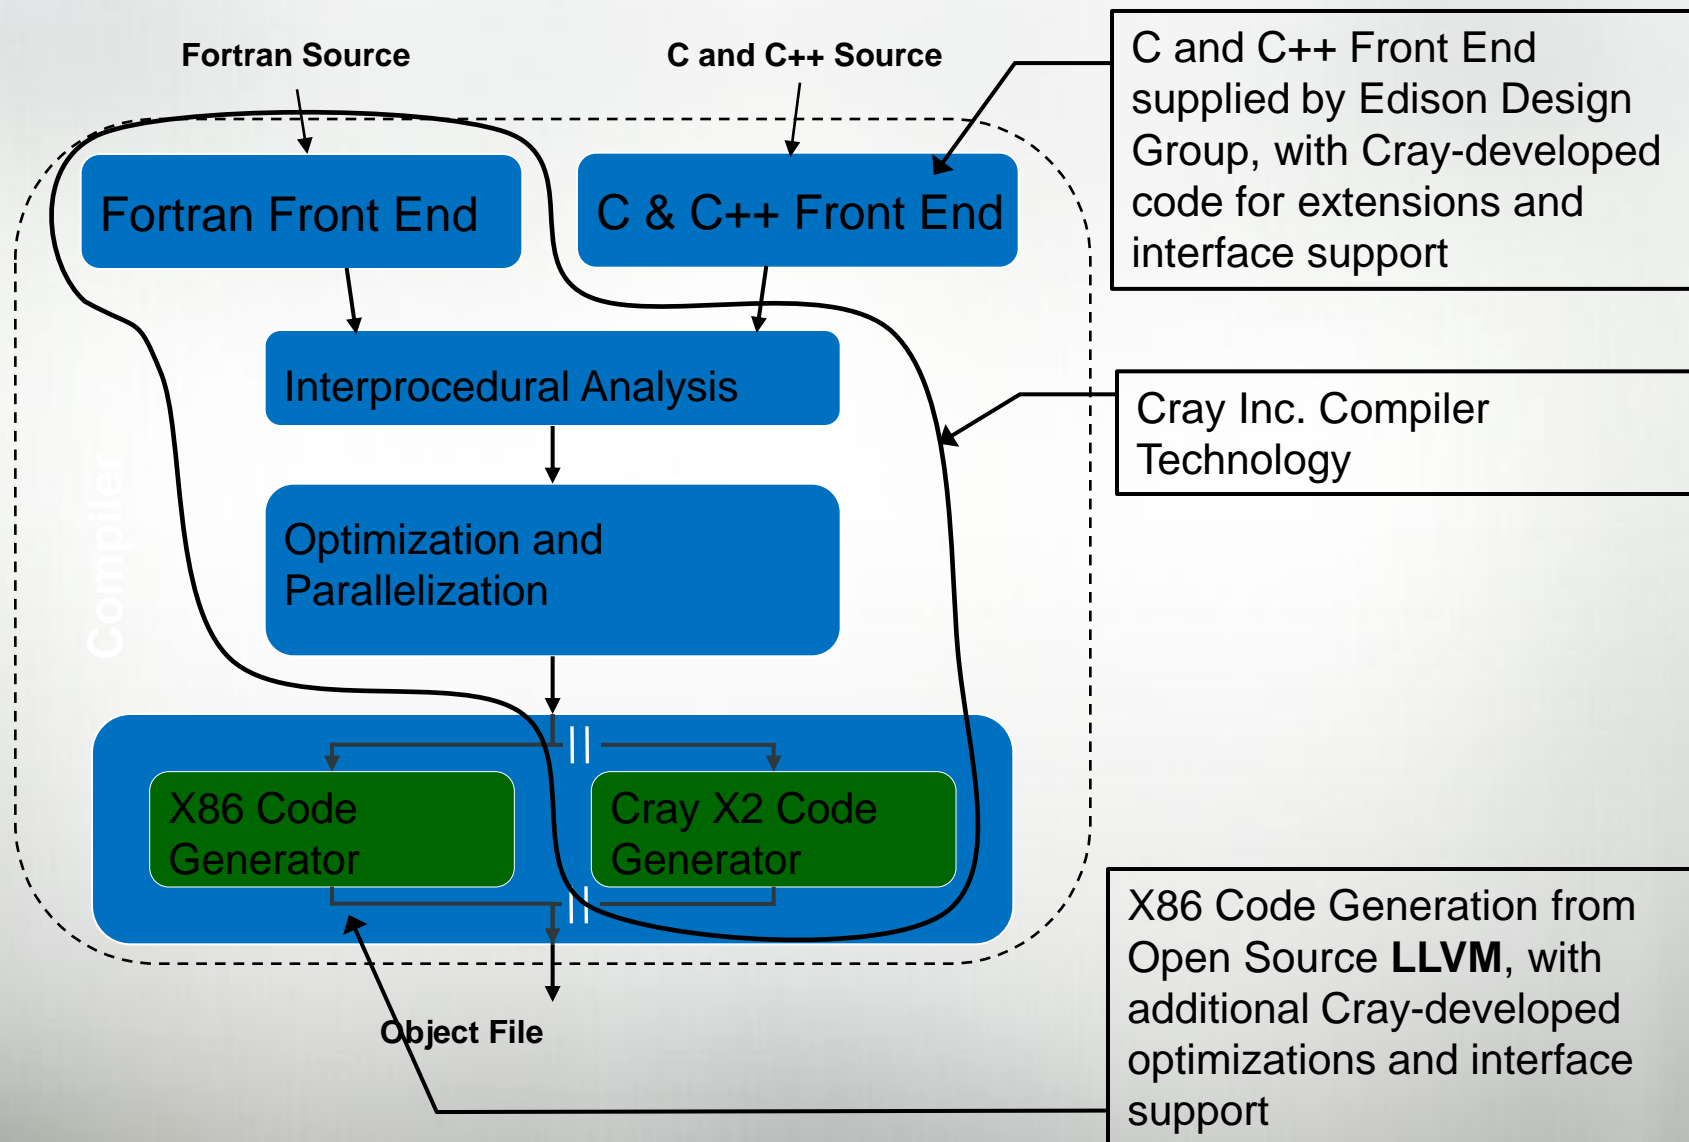 Fortran Source
C and C++ Source
C and C++ Front End
supplied by Edison Design
Group, with Cray-developed
code for extensions and
interface support
Fortran Front End
C & C++ Front End
Interprocedural Analysis
Cray Inc. Compiler
Technology
Compiler
Optimization and
Parallelization
X86 Code
Generator
Cray X2 Code
Generator
X86 Code Generation from
Open Source LLVM, with
additional Cray-developed
optimizations and interface
support
Object File